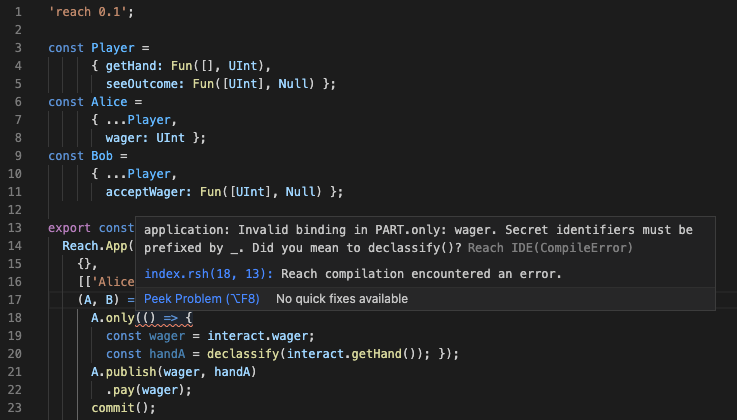 1 'reach 0.1';
2
3 const Player =
4 { getHand: Fun([], UInt),
5 seeOutcome: Fun([UInt], Null) };
6 const Alice =
7 { ...Player,
8 wager: UInt };
9 const Bob =
10 { ...Player,
11 acceptWager: Fun([UInt], Null) };
12
13 export const
application: Invalid binding in PART.only: wager. Secret identifiers must be
14 Reach.App(
prefixed by _. Did you mean to declassify()? Reach IDE(CompileError)
15 {},
index.rsh(18, 13): Reach compilation encountered an error.
16 [['Alice
17 (A, B) =
Peek Problem (⌥F8) No quick fixes available
18 A.only(() => {
19 const wager = interact.wager;
20 const handA = declassify(interact.getHand()); });
21 A.publish(wager, handA)
22 .pay(wager);
23 commit();